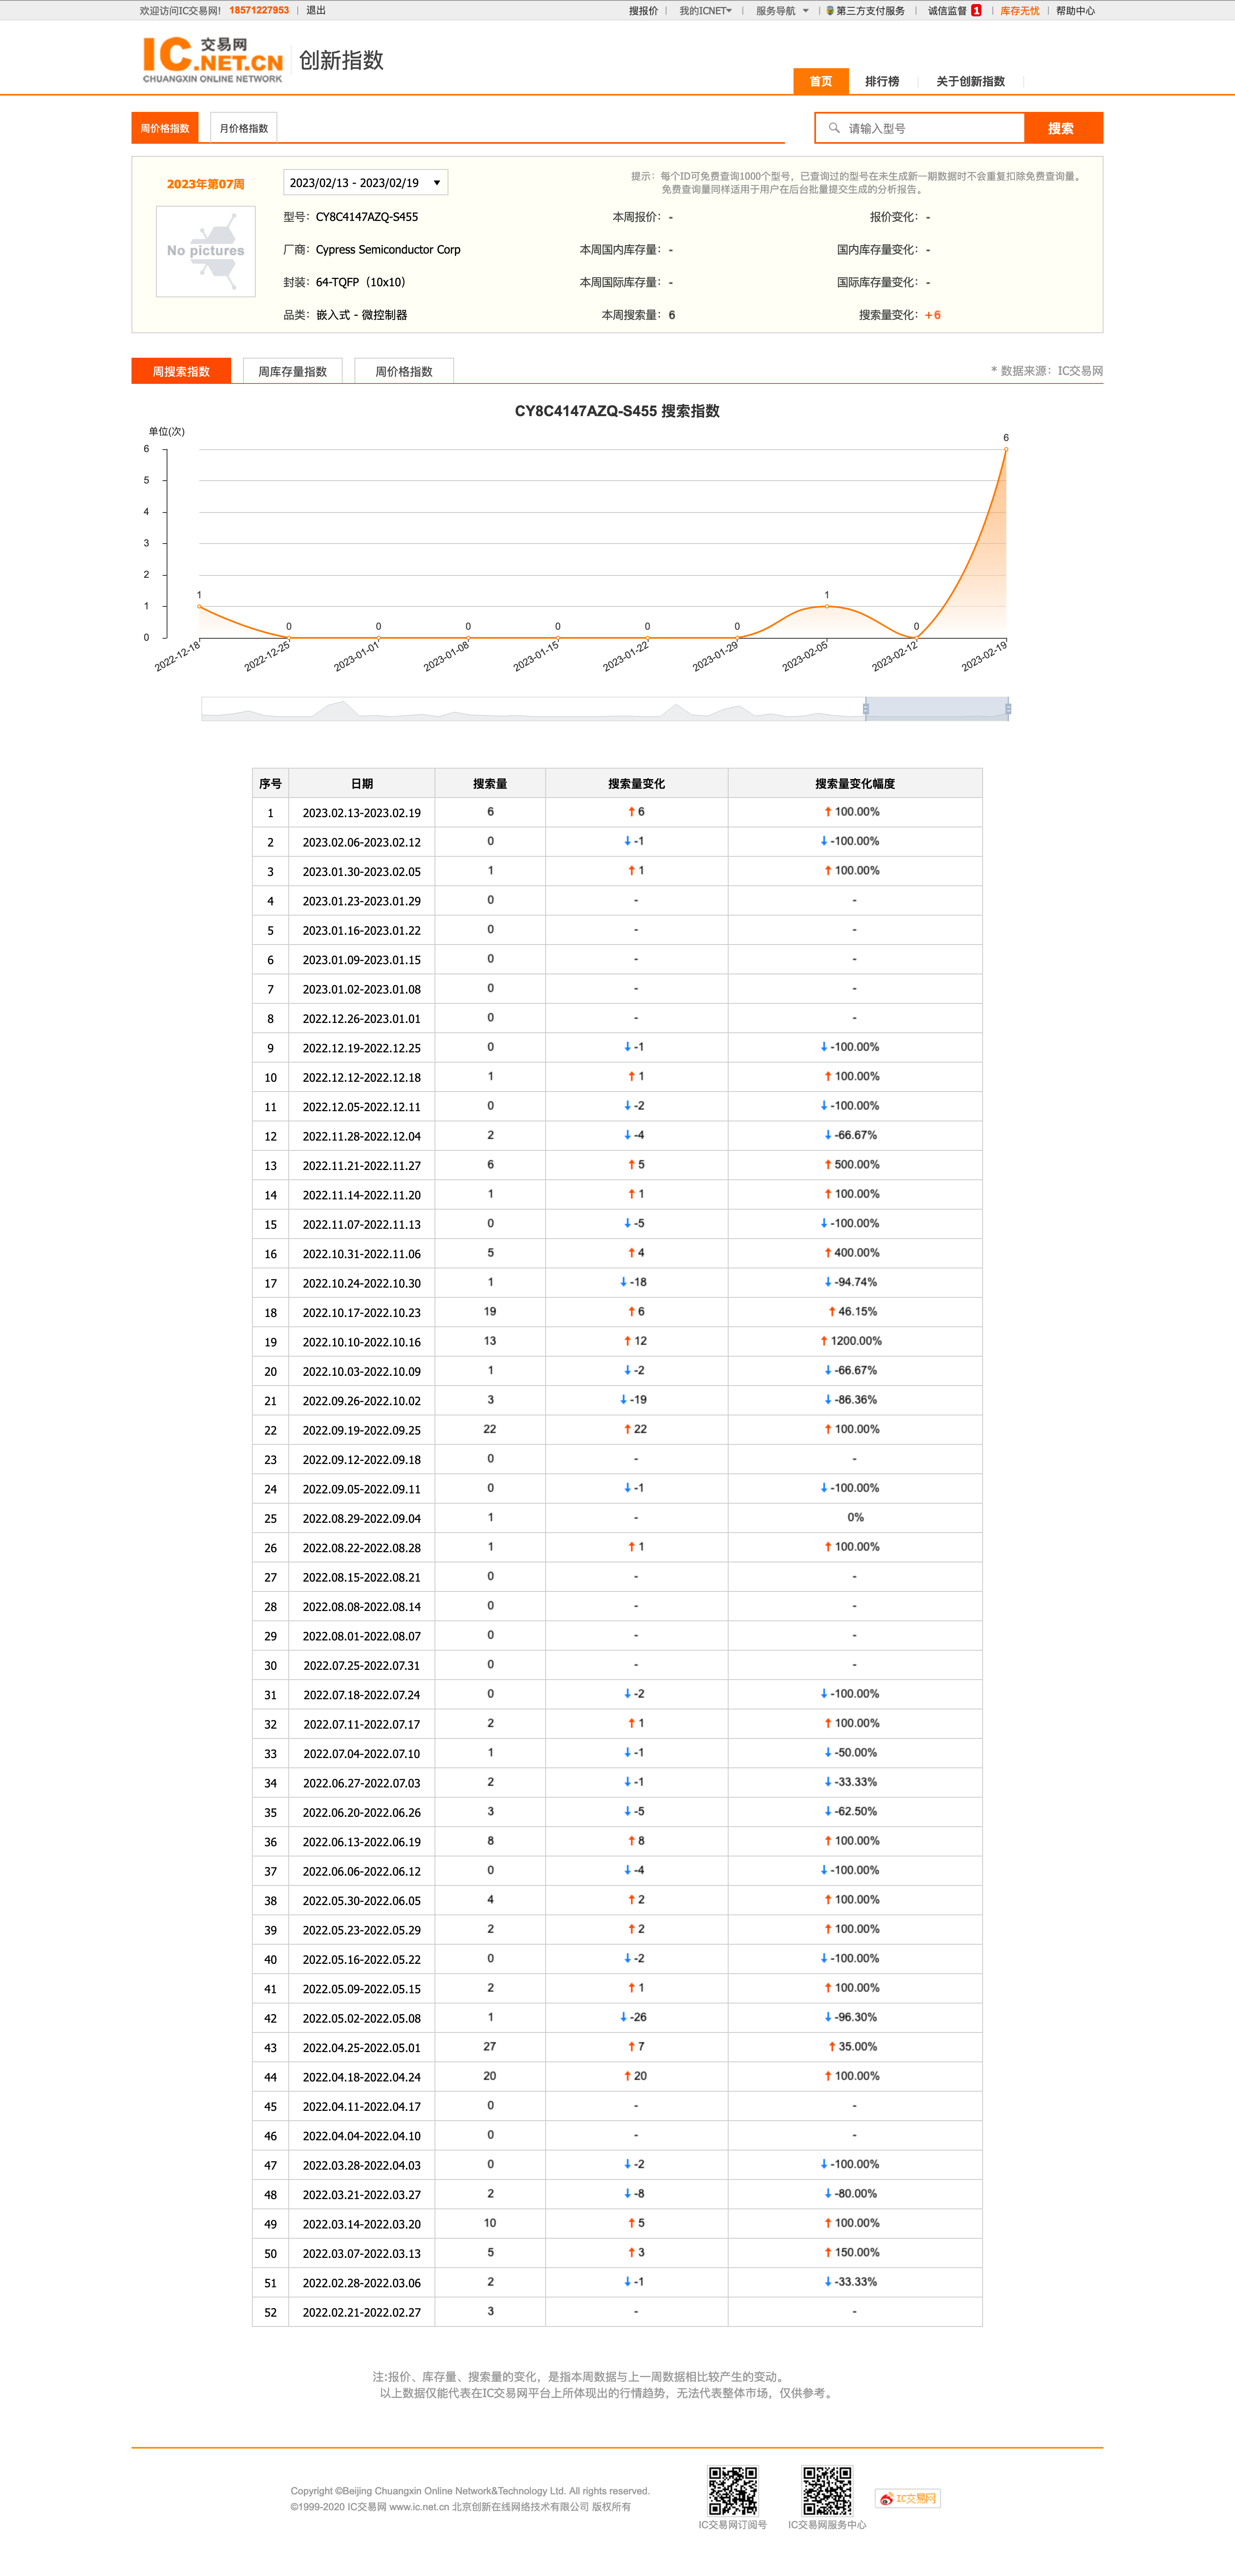 欢迎访问IC交易网! 18571227953 | 退出 搜报价 | 我的ICNET | 服务导航 | 第三方支付服务 | 诚信监督 1 | 库存无忧 | 帮助中心
IC 交易网 .NET.CN 创新指数
CHUANGXIN ONLINE NETWORK
首页 排行榜 关于创新指数
周价格指数 月价格指数 请输入型号 搜索
2023年第07周 2023/02/13 - 2023/02/19 提示：每个ID可免费查询1000个型号，已查询过的型号在未生成新一期数据时不会重复扣除免费查询量。
免费查询量同样适用于用户在后台批量提交生成的分析报告。
No pictures
型号：CY8C4147AZQ-S455 本周报价：- 报价变化：-
厂商：Cypress Semiconductor Corp 本周国内库存量：- 国内库存量变化：-
封装：64-TQFP（10x10） 本周国际库存量：- 国际库存量变化：-
品类：嵌入式 - 微控制器 本周搜索量：6 搜索量变化：+6
周搜索指数 周库存量指数 周价格指数 * 数据来源：IC交易网
CY8C4147AZQ-S455 搜索指数
单位(次)
6
5
4
3
2
1
0
1 0 0 0 0 0 0 1 0 6
2022-12-18 2022-12-25 2023-01-01 2023-01-08 2023-01-15 2023-01-22 2023-01-29 2023-02-05 2023-02-12 2023-02-19
序号 日期 搜索量 搜索量变化 搜索量变化幅度
1 2023.02.13-2023.02.19 6 ↑6 ↑100.00%
2 2023.02.06-2023.02.12 0 ↓-1 ↓-100.00%
3 2023.01.30-2023.02.05 1 ↑1 ↑100.00%
4 2023.01.23-2023.01.29 0 - -
5 2023.01.16-2023.01.22 0 - -
6 2023.01.09-2023.01.15 0 - -
7 2023.01.02-2023.01.08 0 - -
8 2022.12.26-2023.01.01 0 - -
9 2022.12.19-2022.12.25 0 ↓-1 ↓-100.00%
10 2022.12.12-2022.12.18 1 ↑1 ↑100.00%
11 2022.12.05-2022.12.11 0 ↓-2 ↓-100.00%
12 2022.11.28-2022.12.04 2 ↓-4 ↓-66.67%
13 2022.11.21-2022.11.27 6 ↑5 ↑500.00%
14 2022.11.14-2022.11.20 1 ↑1 ↑100.00%
15 2022.11.07-2022.11.13 0 ↓-5 ↓-100.00%
16 2022.10.31-2022.11.06 5 ↑4 ↑400.00%
17 2022.10.24-2022.10.30 1 ↓-18 ↓-94.74%
18 2022.10.17-2022.10.23 19 ↑6 ↑46.15%
19 2022.10.10-2022.10.16 13 ↑12 ↑1200.00%
20 2022.10.03-2022.10.09 1 ↓-2 ↓-66.67%
21 2022.09.26-2022.10.02 3 ↓-19 ↓-86.36%
22 2022.09.19-2022.09.25 22 ↑22 ↑100.00%
23 2022.09.12-2022.09.18 0 - -
24 2022.09.05-2022.09.11 0 ↓-1 ↓-100.00%
25 2022.08.29-2022.09.04 1 - 0%
26 2022.08.22-2022.08.28 1 ↑1 ↑100.00%
27 2022.08.15-2022.08.21 0 - -
28 2022.08.08-2022.08.14 0 - -
29 2022.08.01-2022.08.07 0 - -
30 2022.07.25-2022.07.31 0 - -
31 2022.07.18-2022.07.24 0 ↓-2 ↓-100.00%
32 2022.07.11-2022.07.17 2 ↑1 ↑100.00%
33 2022.07.04-2022.07.10 1 ↓-1 ↓-50.00%
34 2022.06.27-2022.07.03 2 ↓-1 ↓-33.33%
35 2022.06.20-2022.06.26 3 ↓-5 ↓-62.50%
36 2022.06.13-2022.06.19 8 ↑8 ↑100.00%
37 2022.06.06-2022.06.12 0 ↓-4 ↓-100.00%
38 2022.05.30-2022.06.05 4 ↑2 ↑100.00%
39 2022.05.23-2022.05.29 2 ↑2 ↑100.00%
40 2022.05.16-2022.05.22 0 ↓-2 ↓-100.00%
41 2022.05.09-2022.05.15 2 ↑1 ↑100.00%
42 2022.05.02-2022.05.08 1 ↓-26 ↓-96.30%
43 2022.04.25-2022.05.01 27 ↑7 ↑35.00%
44 2022.04.18-2022.04.24 20 ↑20 ↑100.00%
45 2022.04.11-2022.04.17 0 - -
46 2022.04.04-2022.04.10 0 - -
47 2022.03.28-2022.04.03 0 ↓-2 ↓-100.00%
48 2022.03.21-2022.03.27 2 ↓-8 ↓-80.00%
49 2022.03.14-2022.03.20 10 ↑5 ↑100.00%
50 2022.03.07-2022.03.13 5 ↑3 ↑150.00%
51 2022.02.28-2022.03.06 2 ↓-1 ↓-33.33%
52 2022.02.21-2022.02.27 3 - -
注:报价、库存量、搜索量的变化，是指本周数据与上一周数据相比较产生的变动。
以上数据仅能代表在IC交易网平台上所体现出的行情趋势，无法代表整体市场，仅供参考。
Copyright ©Beijing Chuangxin Online Network&Technology Ltd. All rights reserved.
©1999-2020 IC交易网 www.ic.net.cn 北京创新在线网络技术有限公司 版权所有
IC交易网订阅号 IC交易网服务中心 IC交易网